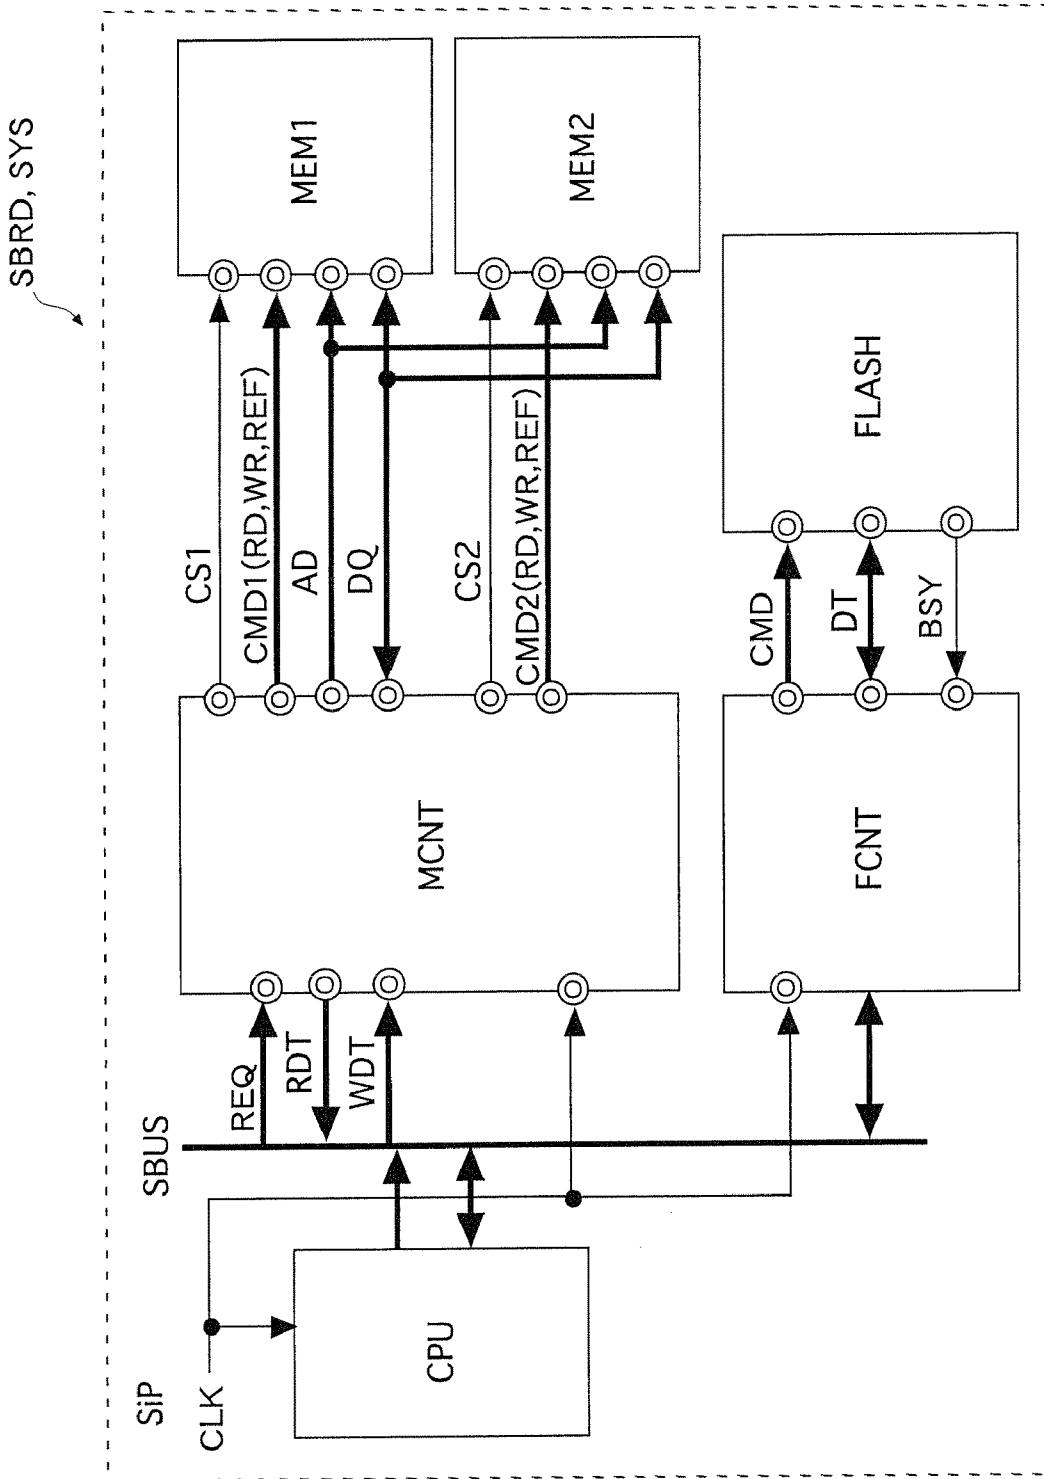 SBRD, SYS
SiP
CLK
CPU
SBUS
REQ
RDT
WDT
MCNT
CS1
CMD1(RD,WR,REF)
AD
DQ
CS2
CMD2(RD,WR,REF)
MEM1
MEM2
FCNT
CMD
DT
BSY
FLASH